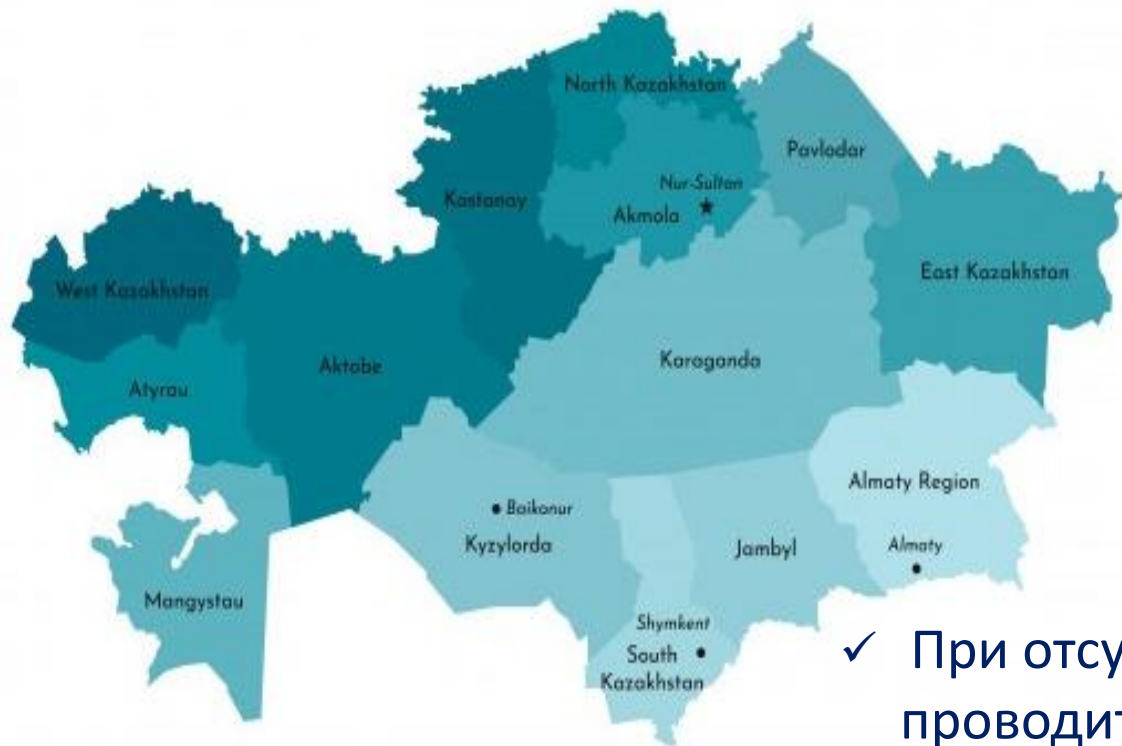 North Kazakhstan
Pavlodar
Kostanay
Nur-Sultan
Akmola
East Kazakhstan
West Kazakhstan
Karaganda
Aktobe
Atyrau
Almaty Region
Baikonur
Kyzylorda
Jambyl
Almaty
Mangystau
Shymkent
South
Kazakhstan
✓ При отсу
проводит